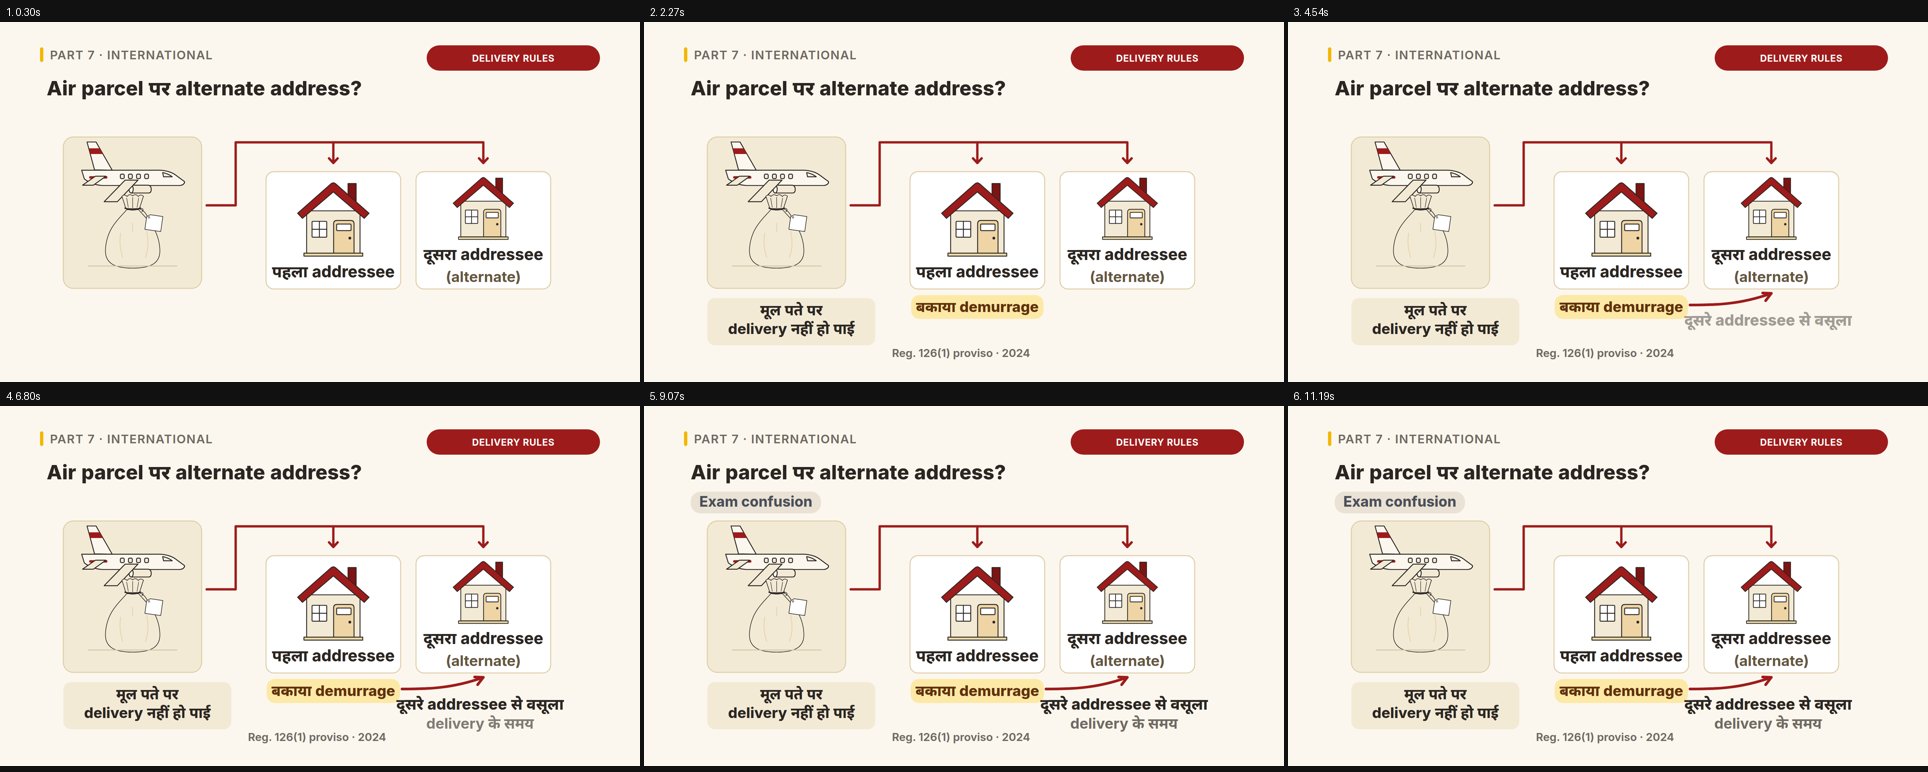 1. 0.30s
PART 7 · INTERNATIONAL
DELIVERY RULES
Air parcel पर alternate address?
पहला addressee
दूसरा addressee
(alternate)
2. 2.27s
PART 7 · INTERNATIONAL
DELIVERY RULES
Air parcel पर alternate address?
पहला addressee
दूसरा addressee
(alternate)
मूल पते पर
delivery नहीं हो पाई
बकाया demurrage
Reg. 126(1) proviso · 2024
3. 4.54s
PART 7 · INTERNATIONAL
DELIVERY RULES
Air parcel पर alternate address?
पहला addressee
दूसरा addressee
(alternate)
मूल पते पर
delivery नहीं हो पाई
बकाया demurrage
दूसरे addressee से वसूला
Reg. 126(1) proviso · 2024
4. 6.80s
PART 7 · INTERNATIONAL
DELIVERY RULES
Air parcel पर alternate address?
पहला addressee
दूसरा addressee
(alternate)
मूल पते पर
delivery नहीं हो पाई
बकाया demurrage
दूसरे addressee से वसूला
delivery के समय
Reg. 126(1) proviso · 2024
5. 9.07s
PART 7 · INTERNATIONAL
DELIVERY RULES
Air parcel पर alternate address?
Exam confusion
पहला addressee
दूसरा addressee
(alternate)
मूल पते पर
delivery नहीं हो पाई
बकाया demurrage
दूसरे addressee से वसूला
delivery के समय
Reg. 126(1) proviso · 2024
6. 11.19s
PART 7 · INTERNATIONAL
DELIVERY RULES
Air parcel पर alternate address?
Exam confusion
पहला addressee
दूसरा addressee
(alternate)
मूल पते पर
delivery नहीं हो पाई
बकाया demurrage
दूसरे addressee से वसूला
delivery के समय
Reg. 126(1) proviso · 2024